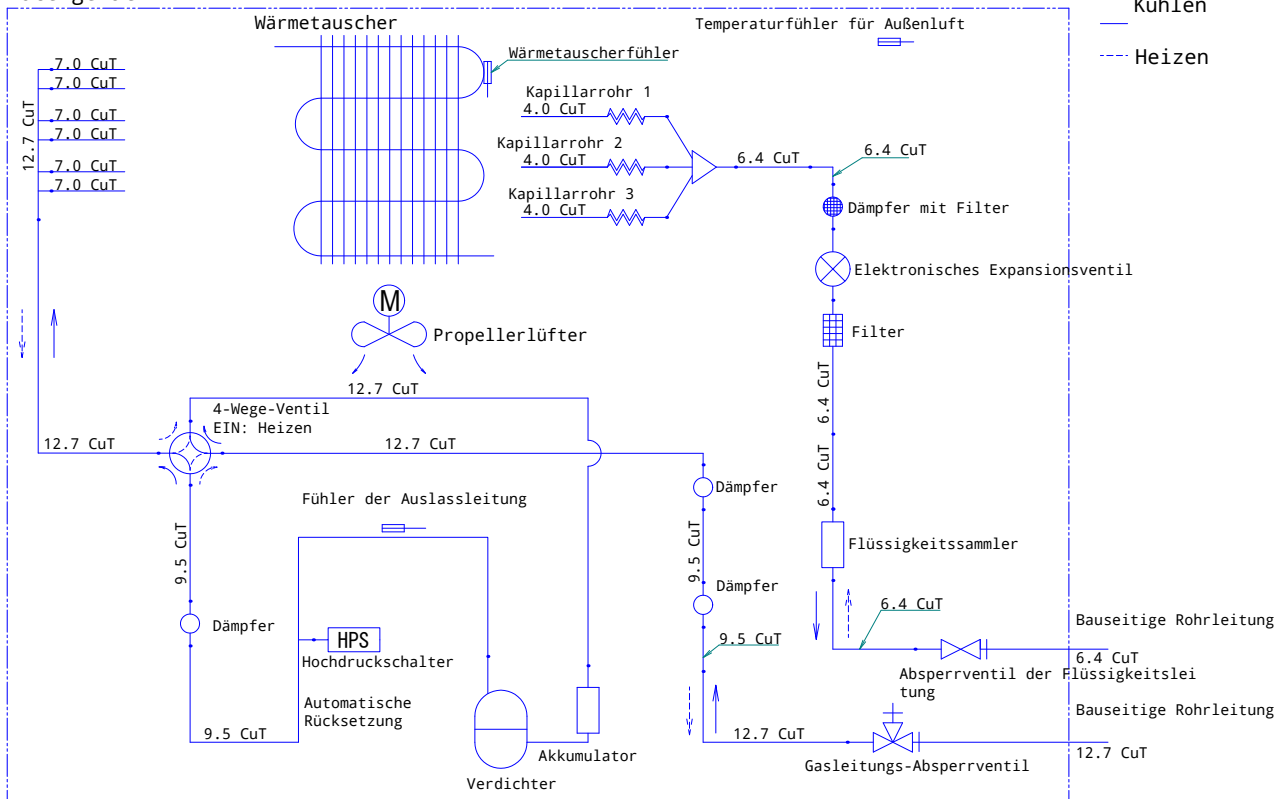 Kühlen
Heizen
Wärmetauscher
Temperaturfühler für Außenluft
Wärmetauscherfühler
7.0 CuT
7.0 CuT
7.0 CuT
7.0 CuT
7.0 CuT
7.0 CuT
12.7 CuT
Kapillarrohr 1
4.0 CuT
Kapillarrohr 2
4.0 CuT
Kapillarrohr 3
4.0 CuT
6.4 CuT
6.4 CuT
Dämpfer mit Filter
Elektronisches Expansionsventil
Filter
M
Propellerlüfter
12.7 CuT
4-Wege-Ventil
EIN: Heizen
12.7 CuT
12.7 CuT
6.4 CuT
6.4 CuT
Dämpfer
Fühler der Auslassleitung
9.5 CuT
9.5 CuT
Flüssigkeitssammler
Dämpfer
Dämpfer
HPS
Hochdruckschalter
Automatische
Rücksetzung
9.5 CuT
9.5 CuT
6.4 CuT
Bauseitige Rohrleitung
6.4 CuT
Absperrventil der Flüssigkeitslei
tung
Bauseitige Rohrleitung
12.7 CuT
12.7 CuT
Gasleitungs-Absperrventil
Akkumulator
Verdichter